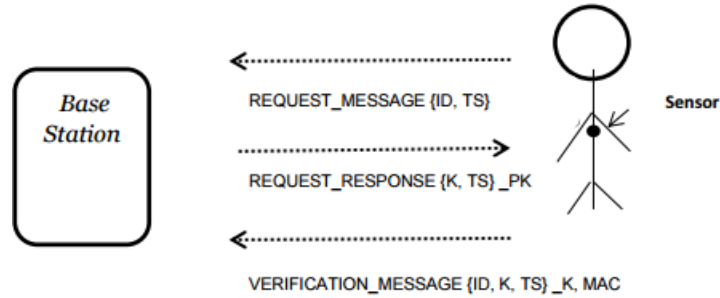 Base
Station
REQUEST_MESSAGE {ID, TS}
Sensor
REQUEST_RESPONSE {K, TS} _PK
VERIFICATION_MESSAGE {ID, K, TS} _K, MAC